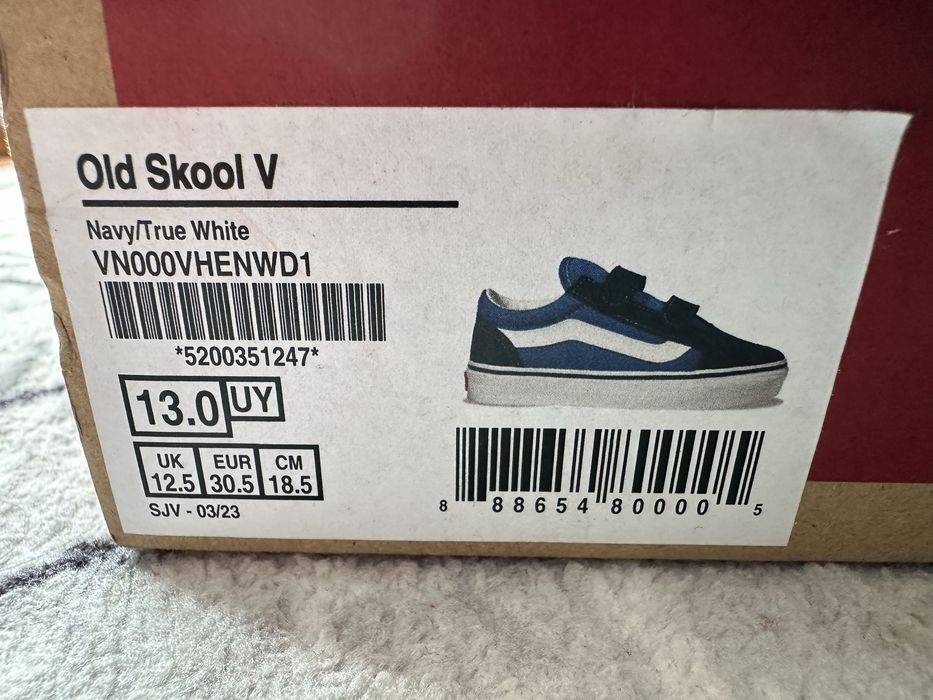 Old Skool V
Navy/True White
VN000VHENWD1
*5200351247*
13.0 UY
UK EUR CM
12.5 30.5 18.5
SJV - 03/23
8 88654 80000 5